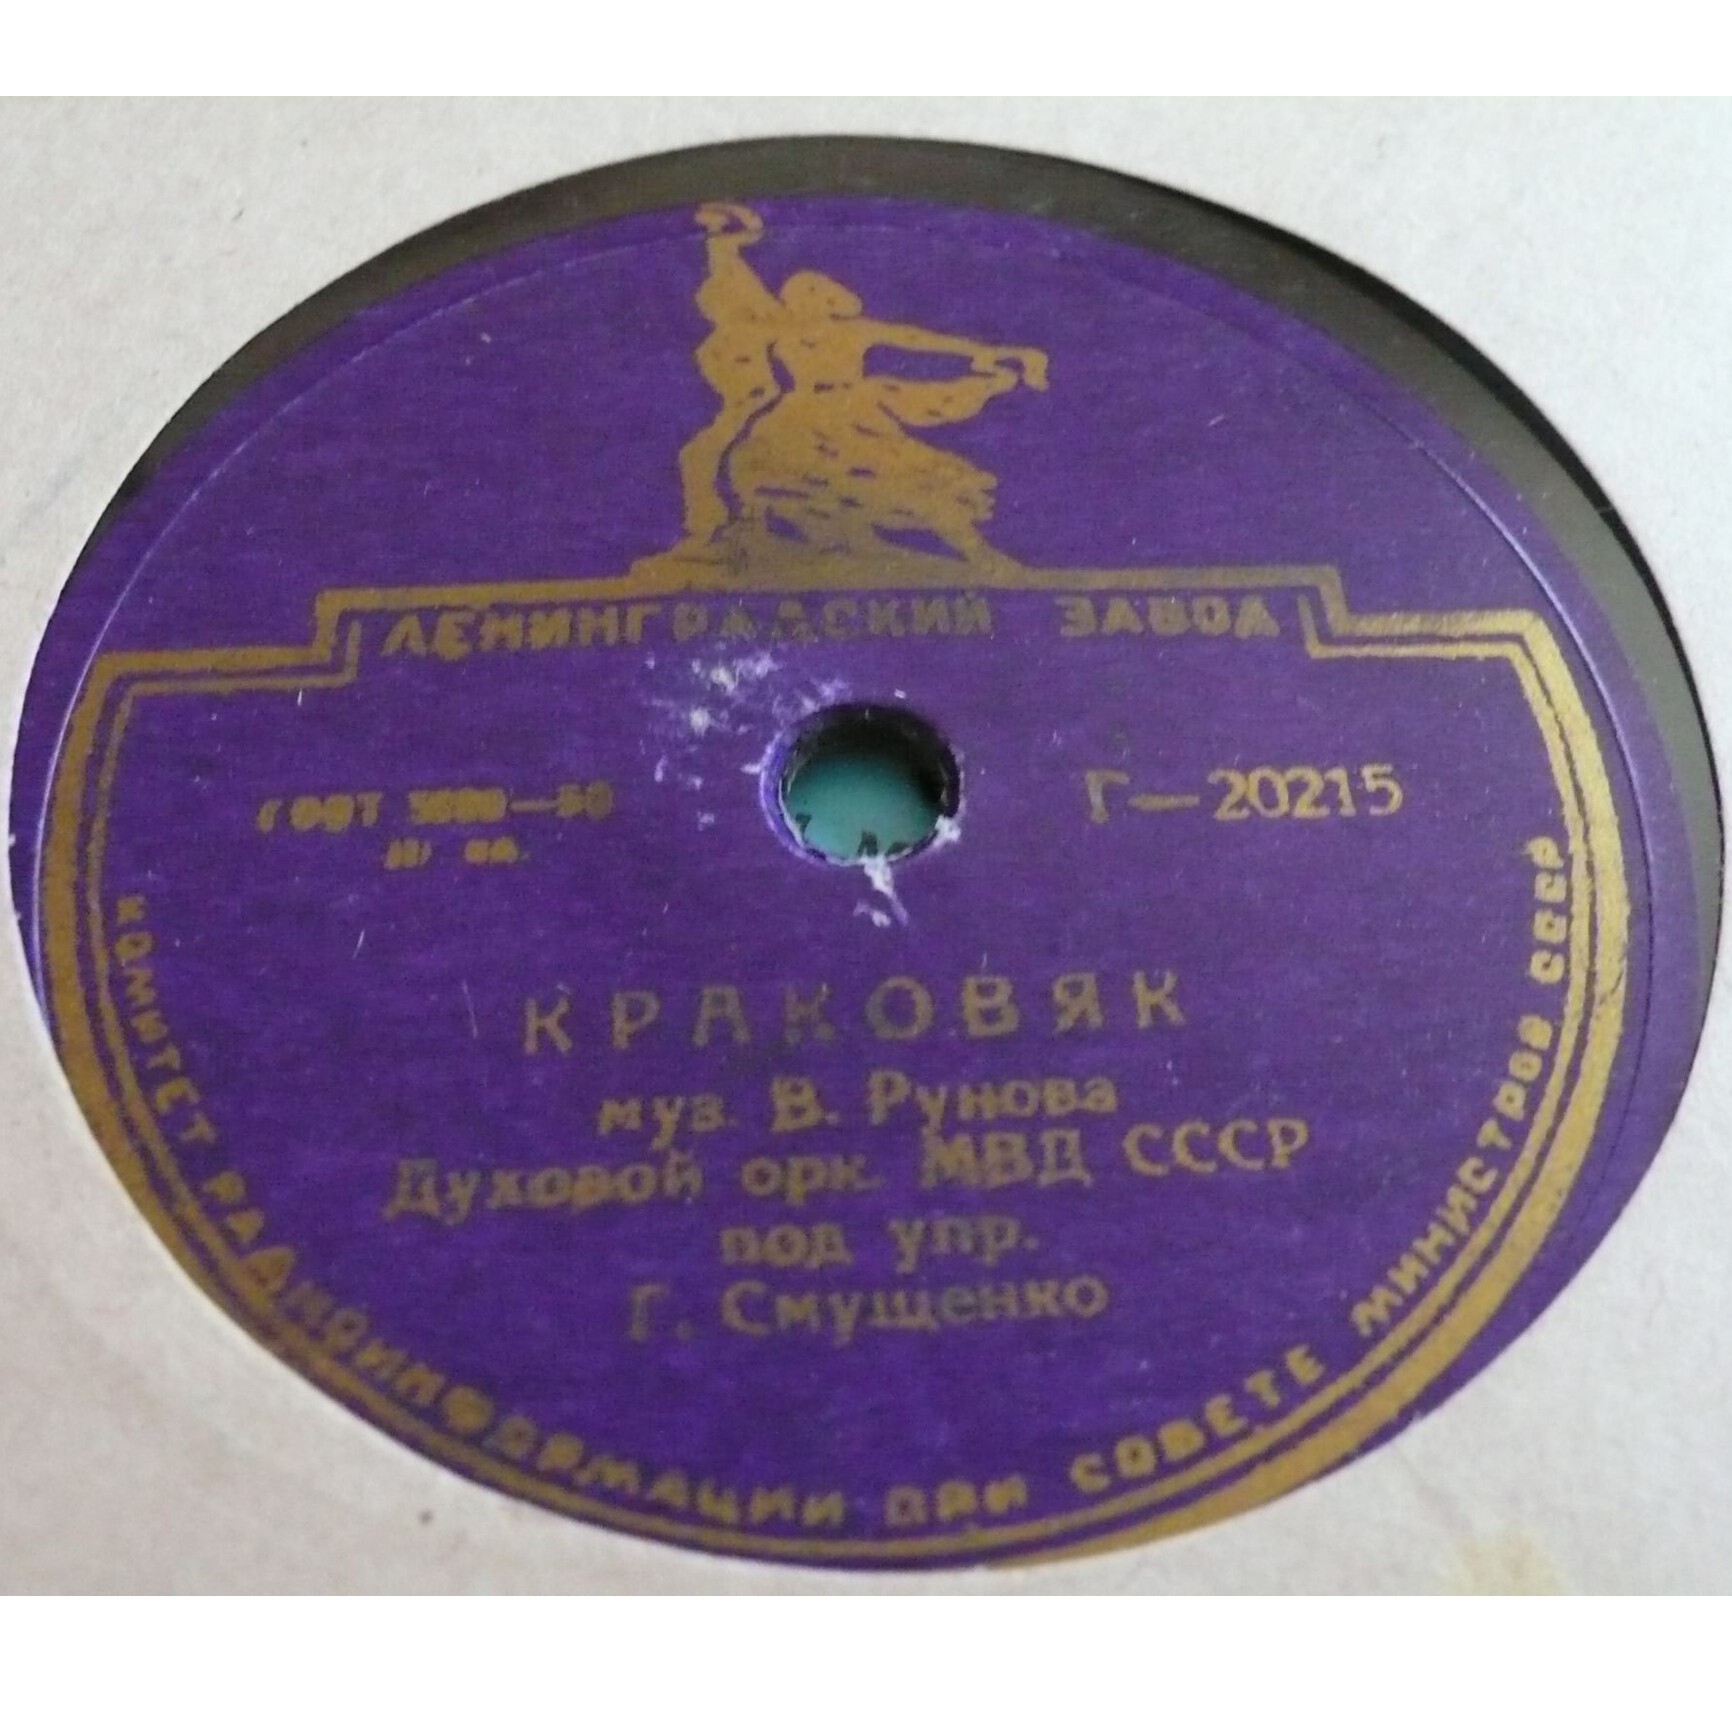 ЛЕНИНГРАДСКИЙ ЗАВОД
ГОСТ
Г—20215
КРАКОВЯК
муз. В. Рунова
Духовой орк. МВД СССР
под упр.
Г. Смущенко
КОМИТЕТ РАДИОИНФОРМАЦИИ ПРИ СОВЕТЕ МИНИСТРОВ СССР